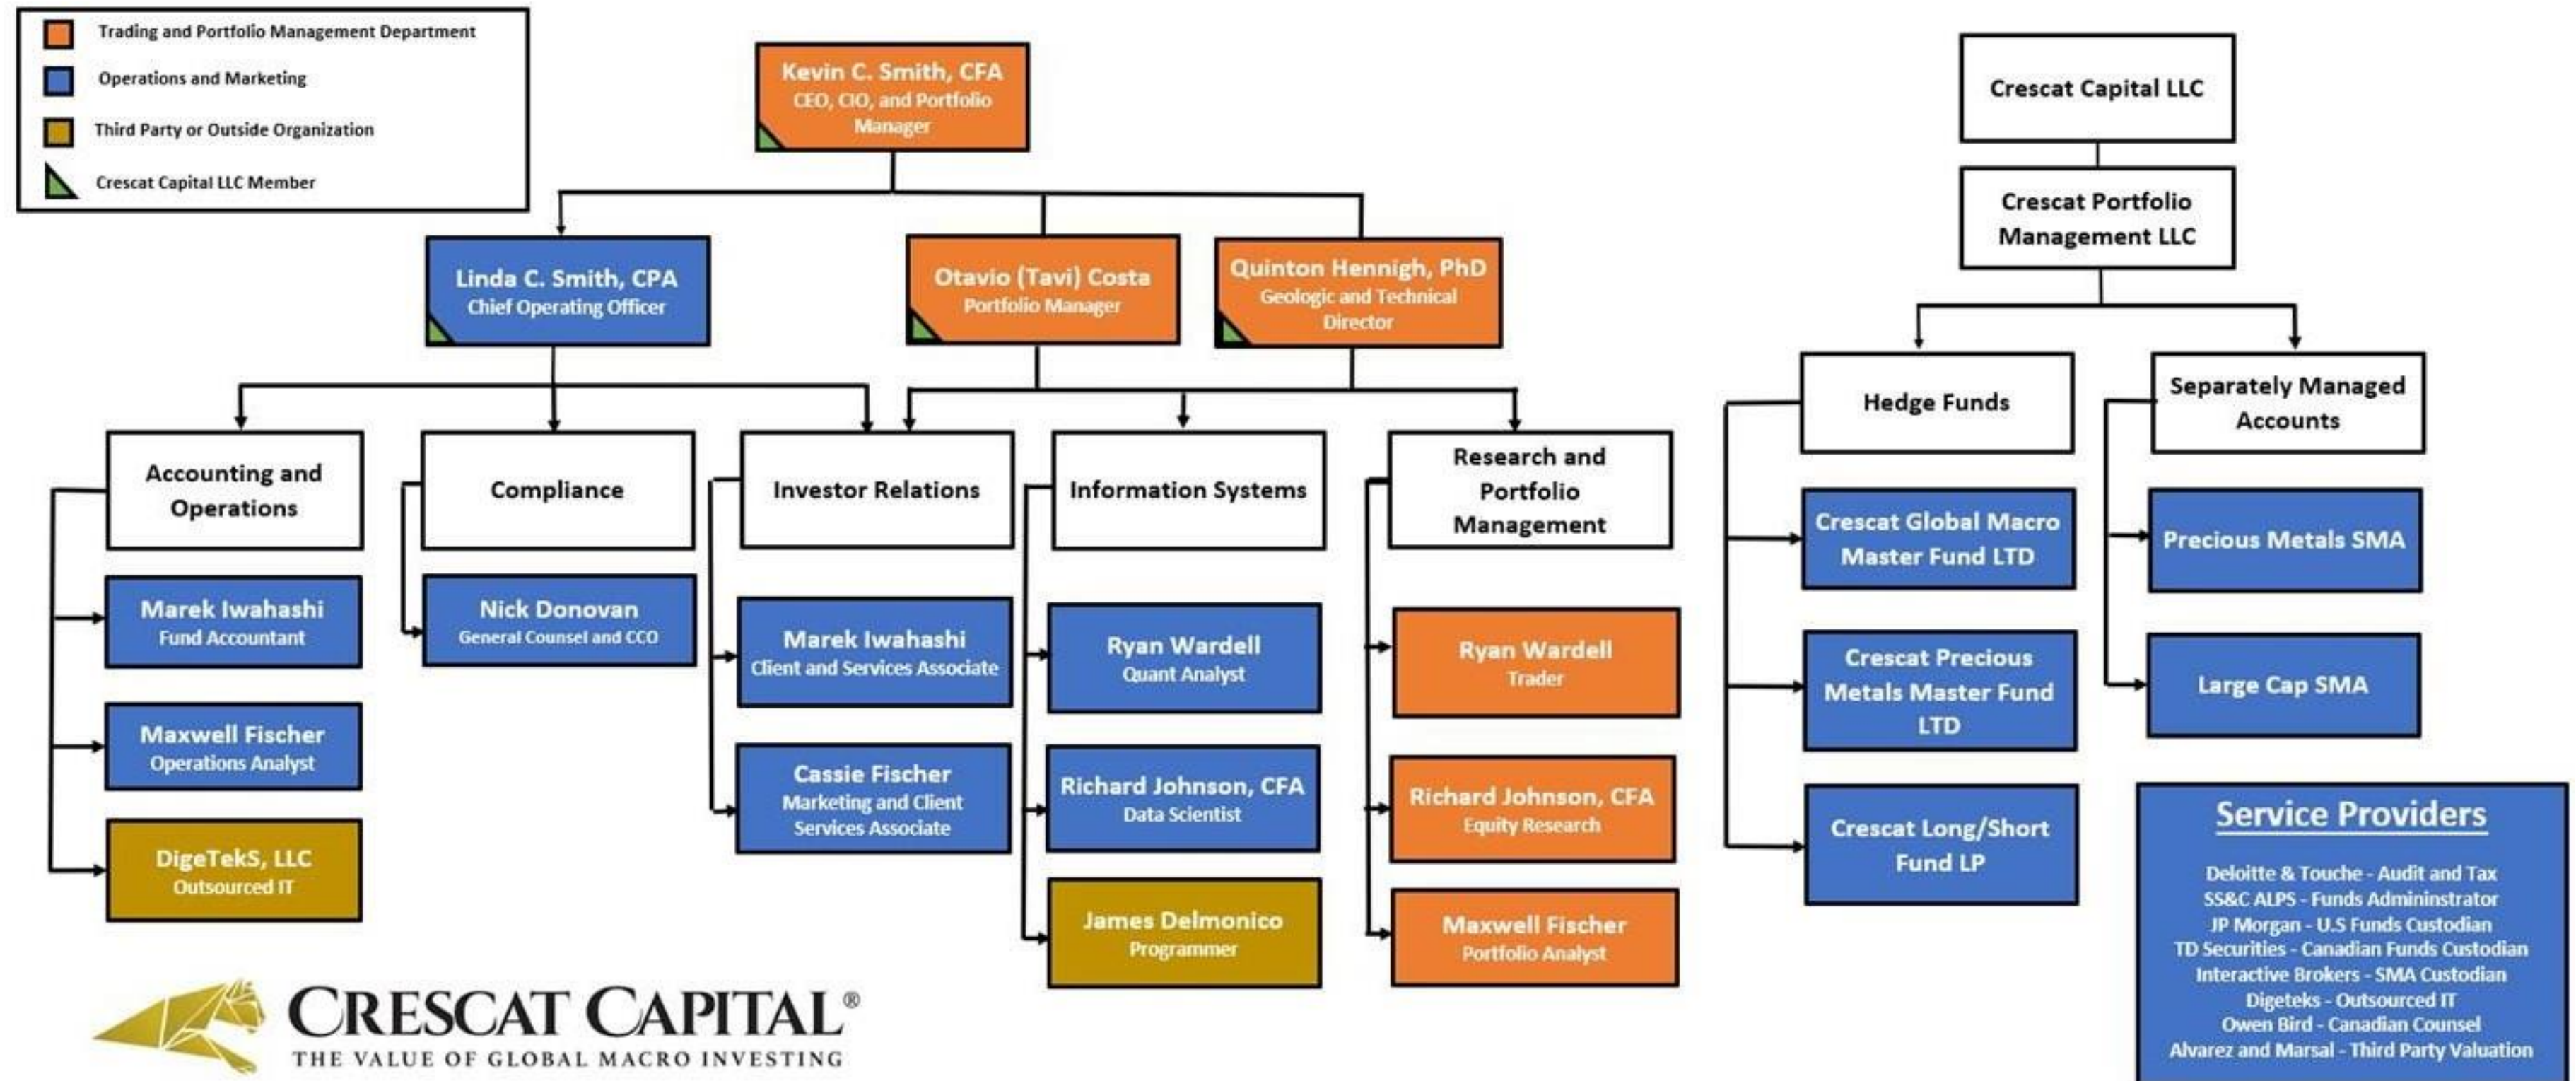 Trading and Portfolio Management Department
Operations and Marketing
Third Party or Outside Organization
Crescat Capital LLC Member
Kevin C. Smith, CFA
CEO, CIO, and Portfolio
Manager
Linda C. Smith, CPA
Chief Operating Officer
Otavio (Tavi) Costa
Portfolio Manager
Quinton Hennigh, PhD
Geologic and Technical
Director
Accounting and
Operations
Marek Iwahashi
Fund Accountant
Maxwell Fischer
Operations Analyst
DigeTekS, LLC
Outsourced IT
Compliance
Nick Donovan
General Counsel and CCO
Investor Relations
Marek Iwahashi
Client and Services Associate
Cassie Fischer
Marketing and Client
Services Associate
Information Systems
Ryan Wardell
Quant Analyst
Richard Johnson, CFA
Data Scientist
James Delmonico
Programmer
Research and
Portfolio
Management
Ryan Wardell
Trader
Richard Johnson, CFA
Equity Research
Maxwell Fischer
Portfolio Analyst
Crescat Capital LLC
Crescat Portfolio
Management LLC
Hedge Funds
Crescat Global Macro
Master Fund LTD
Crescat Precious
Metals Master Fund
LTD
Crescat Long/Short
Fund LP
Separately Managed
Accounts
Precious Metals SMA
Large Cap SMA
Service Providers
Deloitte & Touche - Audit and Tax
SS&C ALPS - Funds Admininstrator
JP Morgan - U.S Funds Custodian
TD Securities - Canadian Funds Custodian
Interactive Brokers - SMA Custodian
Digeteks - Outsourced IT
Owen Bird - Canadian Counsel
Alvarez and Marsal - Third Party Valuation
CRESCAT CAPITAL®
THE VALUE OF GLOBAL MACRO INVESTING